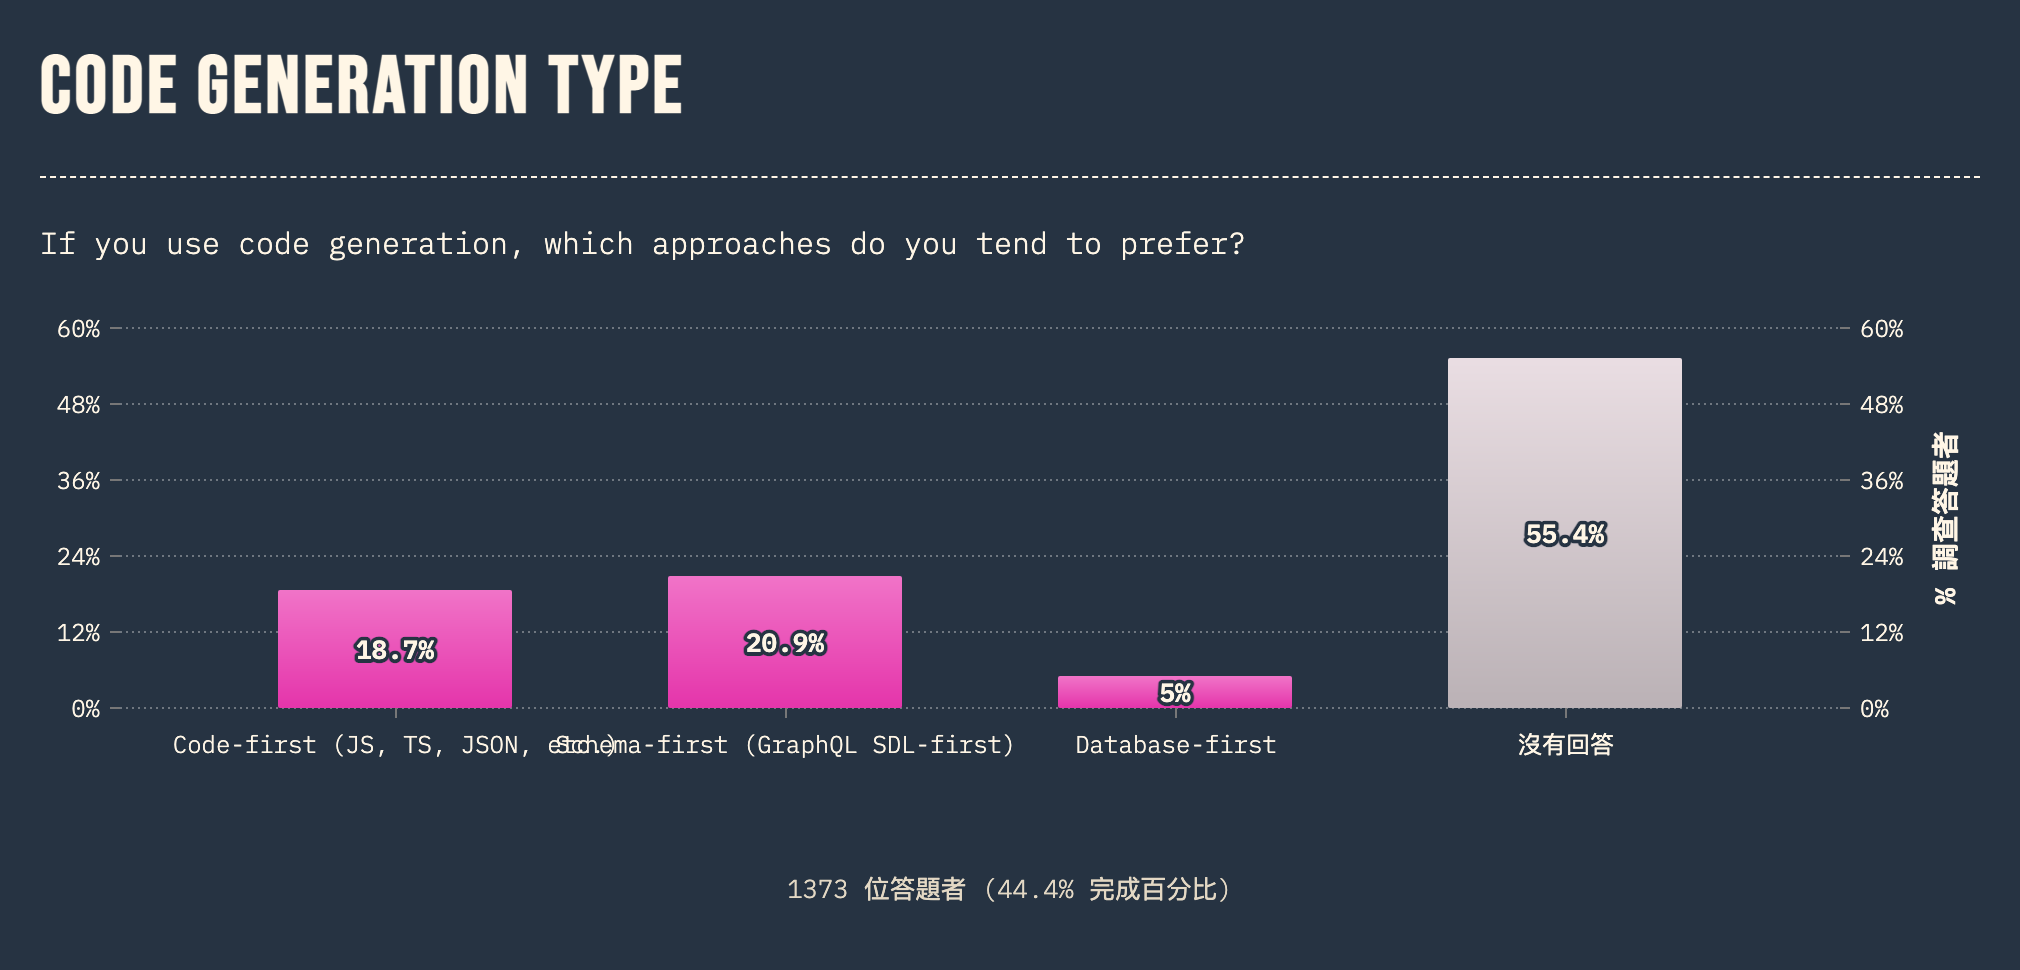 CODE GENERATION TYPE
If you use code generation, which approaches do you tend to prefer?
60% 60%
48% 48%
36% 36%
24% 24%
12% 12%
0% 0%
% 調查答題者
18.7%
20.9%
5%
55.4%
Code-first (JS, TS, JSON, etc.)
Schema-first (GraphQL SDL-first)
Database-first
沒有回答
1373 位答題者 (44.4% 完成百分比)